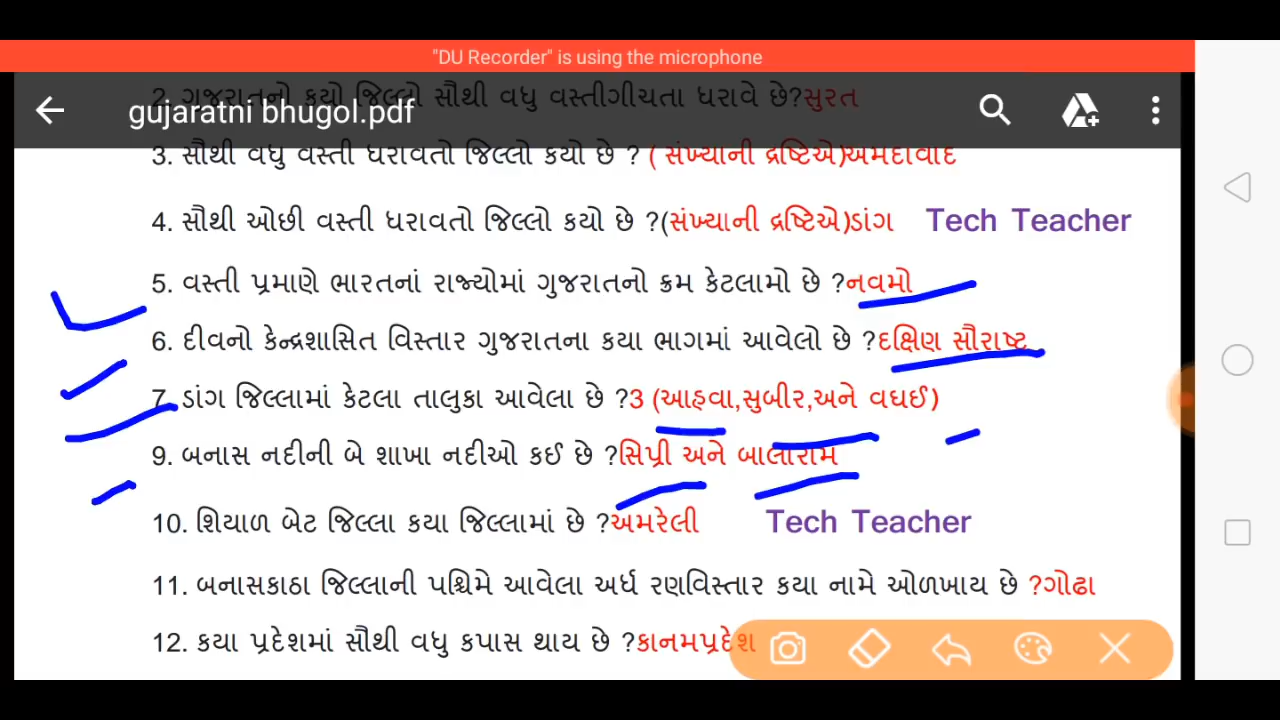 "DU Recorder" is using the microphone
2. ગુજરાતનો કયો જિલ્લો સૌથી વધુ વસ્તીગીચતા ધરાવે છે?સુરત
gujaratni bhugol.pdf
3. સૌથી વધુ વસ્તી ધરાવતો જિલ્લો કયો છે ? ( સંખ્યાની દ્રષ્ટિએ)અમદાવાદ
4. સૌથી ઓછી વસ્તી ધરાવતો જિલ્લો કયો છે ?(સંખ્યાની દ્રષ્ટિએ)ડાંગ Tech Teacher
5. વસ્તી પ્રમાણે ભારતનાં રાજ્યોમાં ગુજરાતનો ક્રમ કેટલામો છે ?નવમો
6. દીવનો કેન્દ્રશાસિત વિસ્તાર ગુજરાતના કયા ભાગમાં આવેલો છે ?દક્ષિણ સૌરાષ્ટ
7. ડાંગ જિલ્લામાં કેટલા તાલુકા આવેલા છે ?3 (આહવા,સુબીર,અને વઘઈ)
9. બનાસ નદીની બે શાખા નદીઓ કઈ છે ?સિપ્રી અને બાલારામ
10. શિયાળ બેટ જિલ્લા કયા જિલ્લામાં છે ?અમરેલી Tech Teacher
11. બનાસકાઠા જિલ્લાની પશ્ચિમે આવેલા અર્ધ રણવિસ્તાર કયા નામે ઓળખાય છે ?ગોઢા
12. કયા પ્રદેશમાં સૌથી વધુ કપાસ થાય છે ?કાનમપ્રદેશ